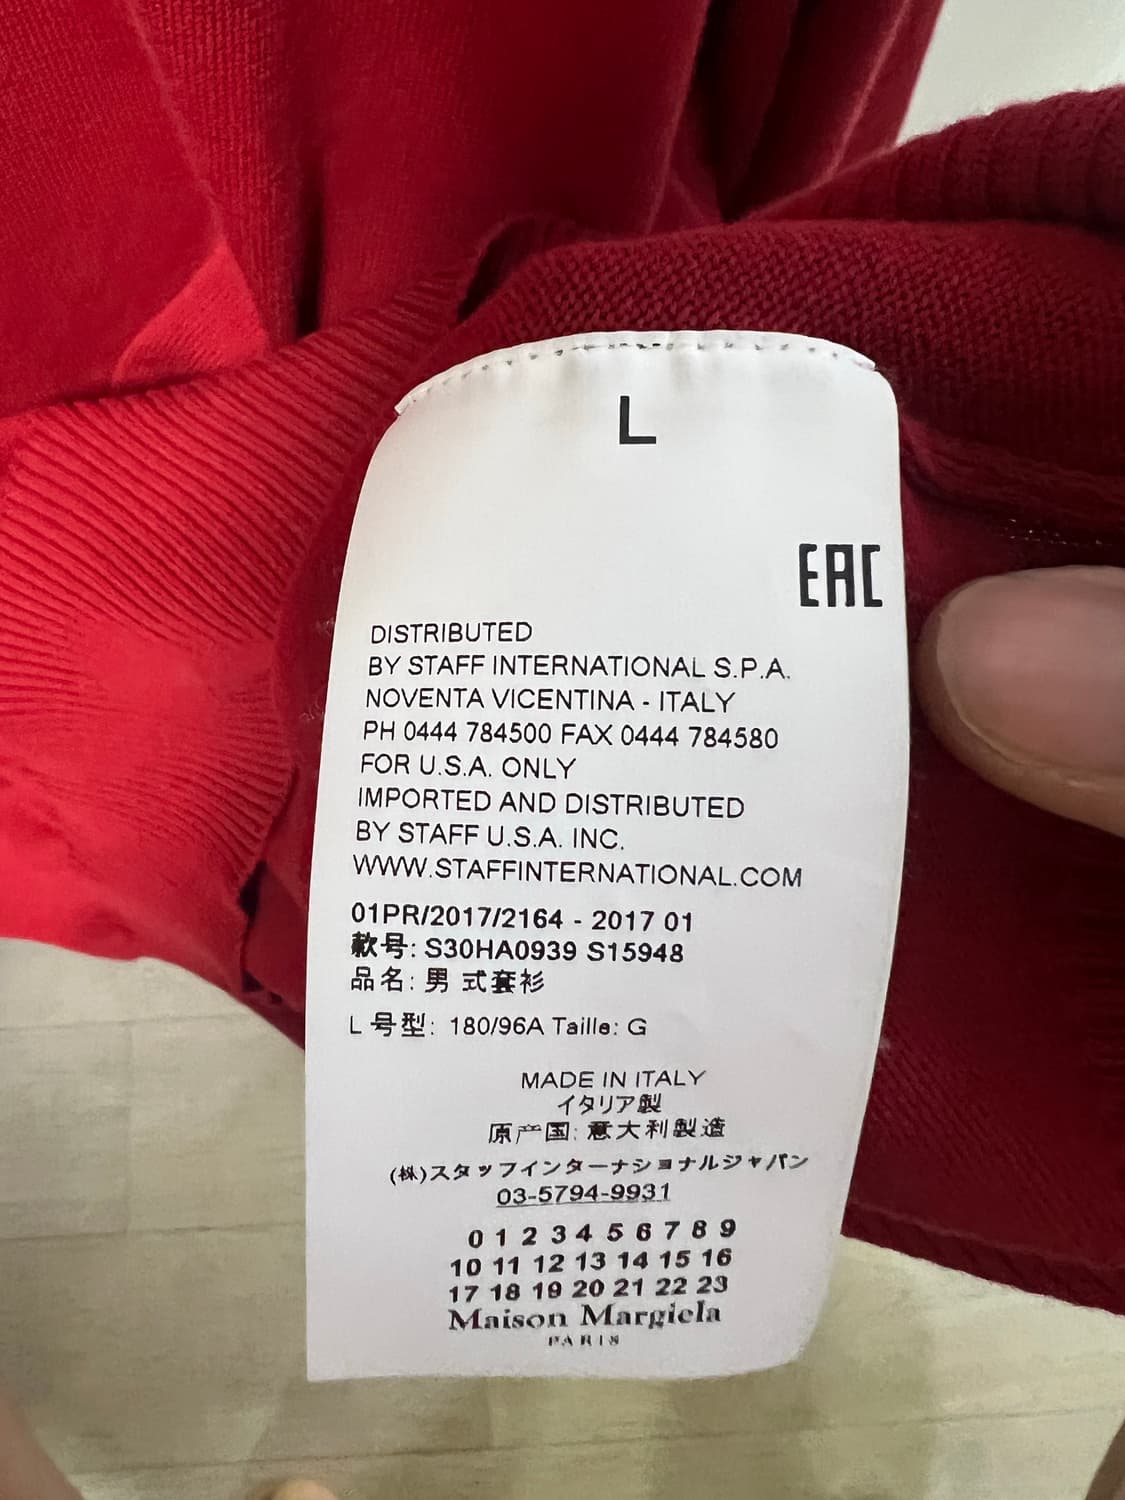 L
EAC
DISTRIBUTED
BY STAFF INTERNATIONAL S.P.A.
NOVENTA VICENTINA - ITALY
PH 0444 784500 FAX 0444 784580
FOR U.S.A. ONLY
IMPORTED AND DISTRIBUTED
BY STAFF U.S.A. INC.
WWW.STAFFINTERNATIONAL.COM
01PR/2017/2164 - 2017 01
款号: S30HA0939 S15948
品名: 男 式套衫
L 号型: 180/96A Taille: G
MADE IN ITALY
イタリア製
原产国: 意大利製造
(株)スタッフインターナショナルジャパン
03-5794-9931
0 1 2 3 4 5 6 7 8 9
10 11 12 13 14 15 16
17 18 19 20 21 22 23
Maison Margiela
PARIS